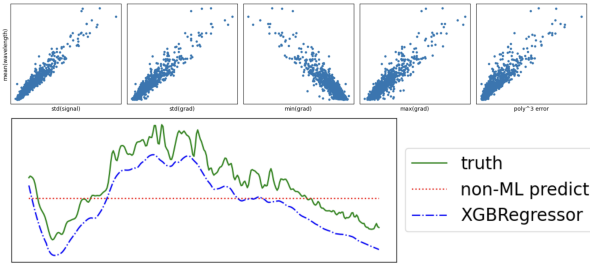 mean(wavelength)
std(signal)
std(grad)
min(grad)
max(grad)
poly^3 error
truth
non-ML predict
XGBRegressor